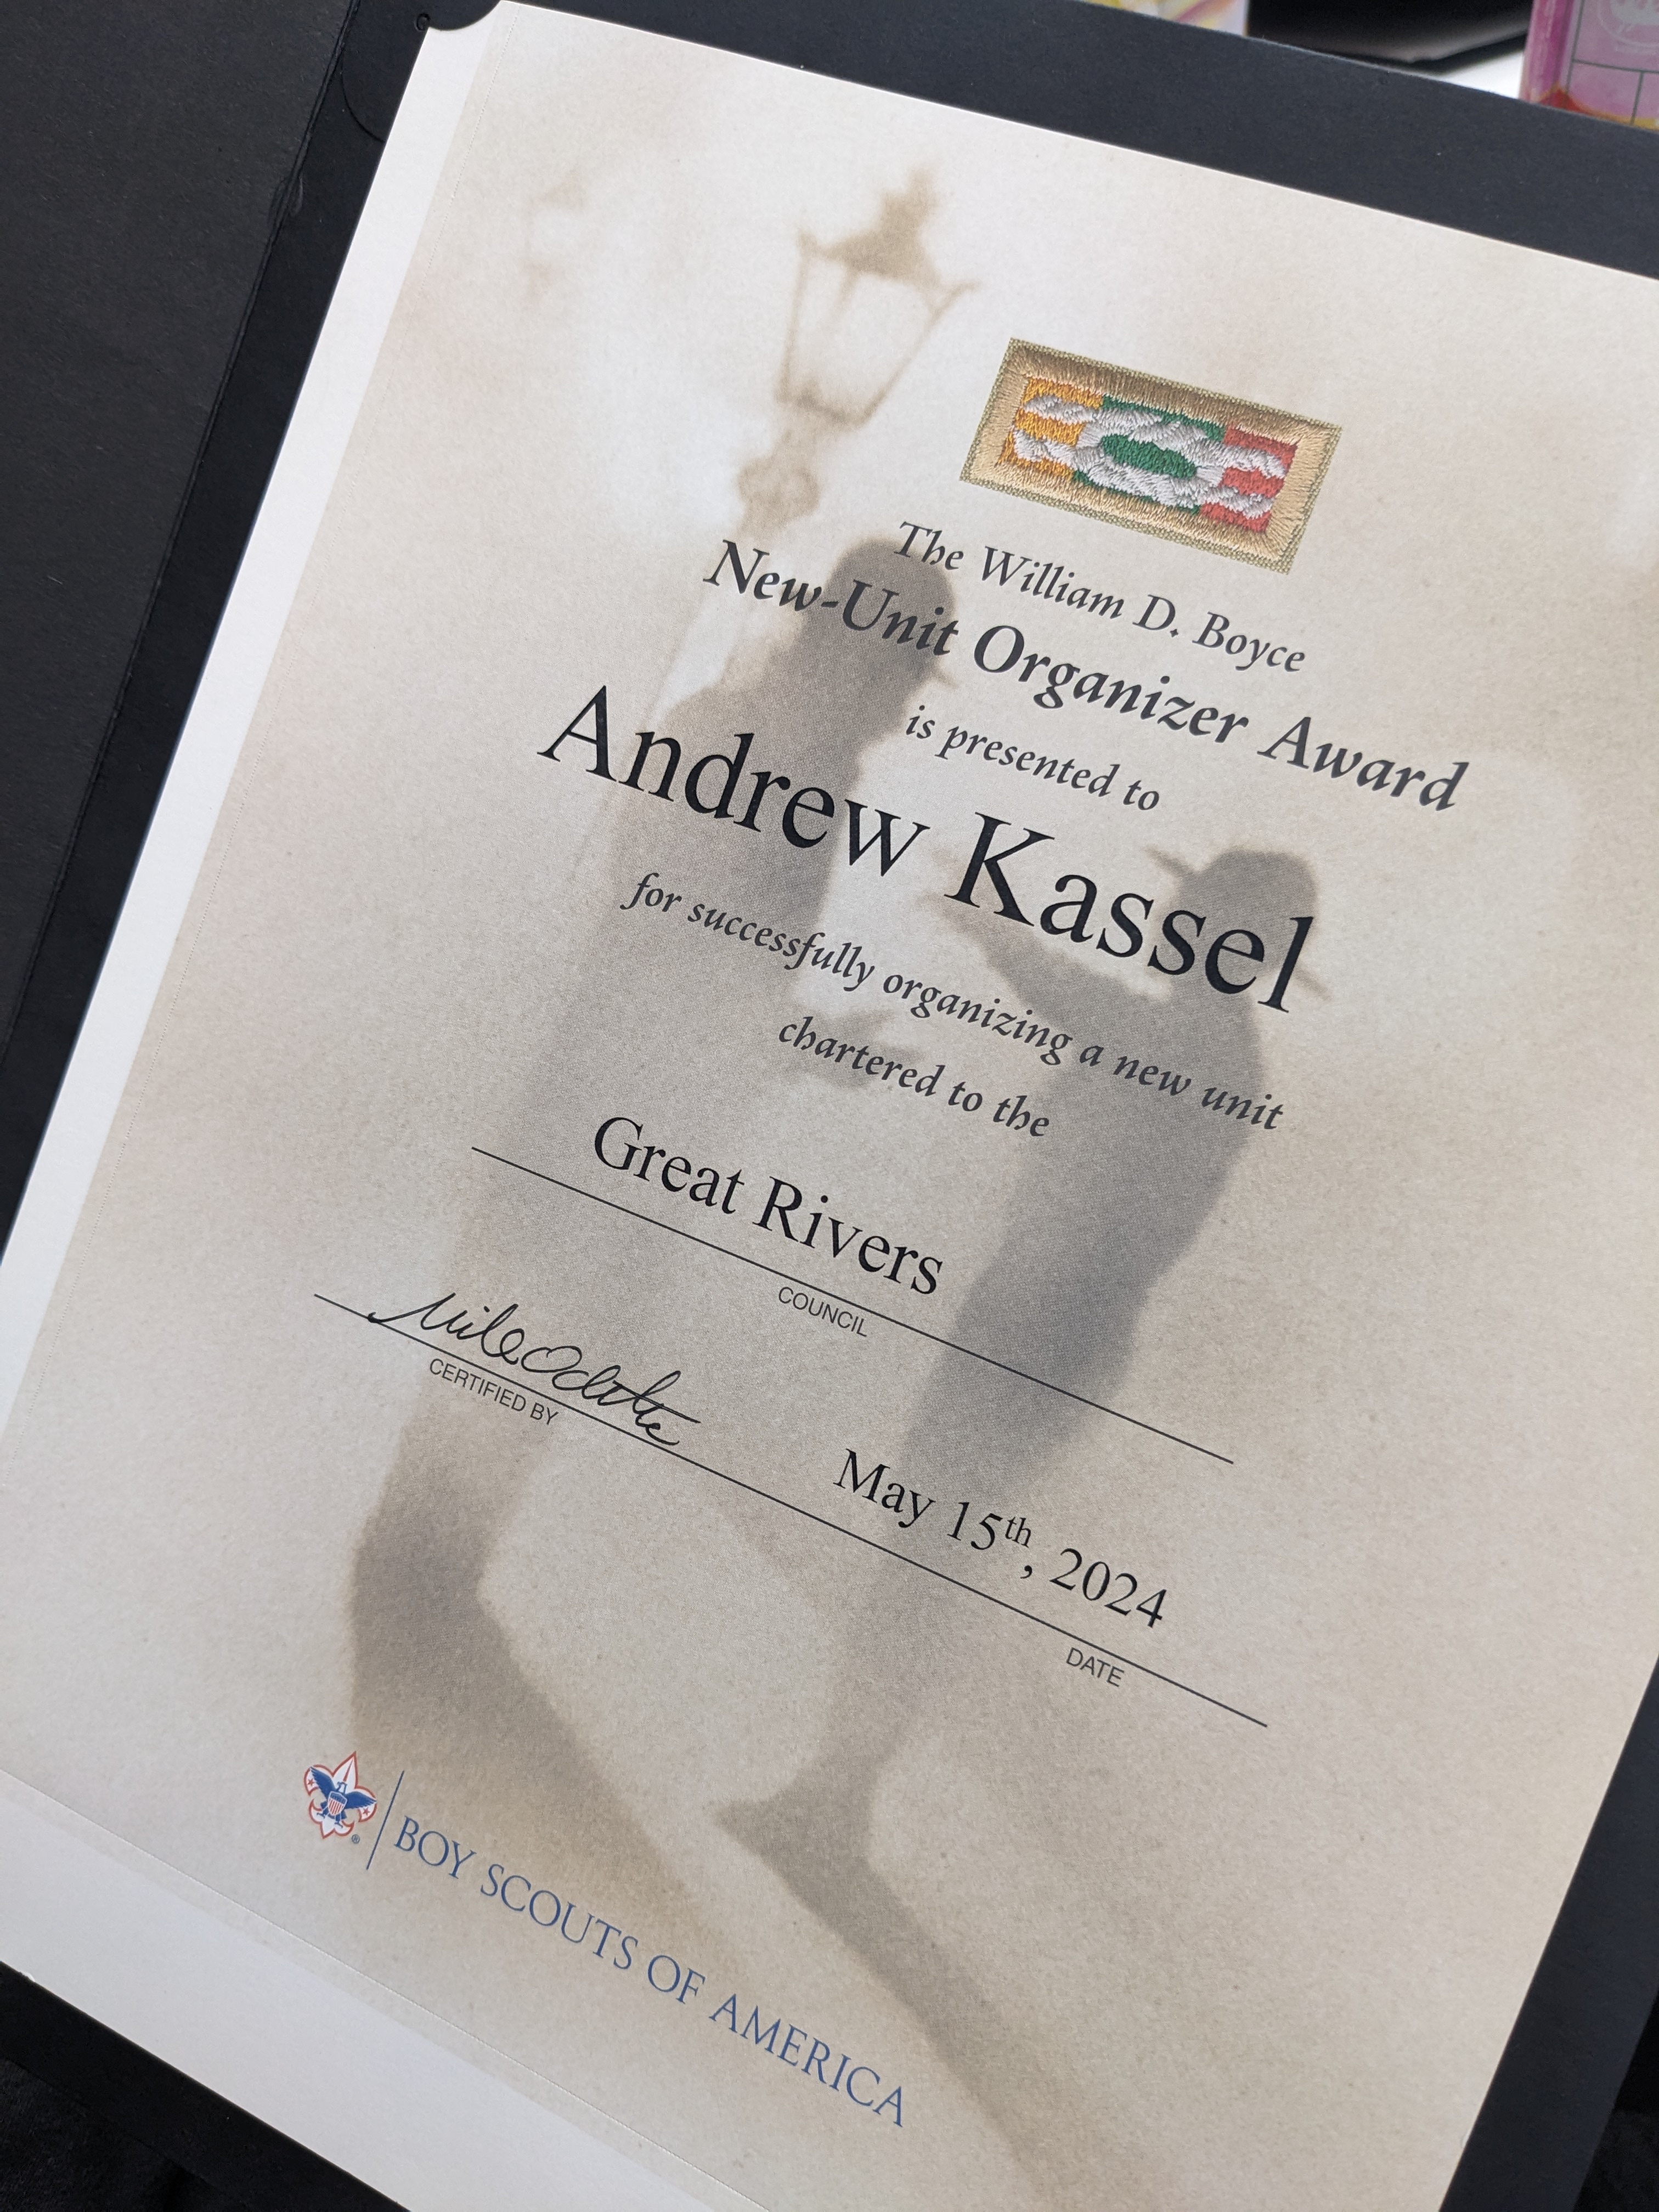 The William D. Boyce
New-Unit Organizer Award
is presented to
Andrew Kassel
for successfully organizing a new unit
chartered to the
Great Rivers
COUNCIL
CERTIFIED BY
May 15th, 2024
DATE
® BOY SCOUTS OF AMERICA